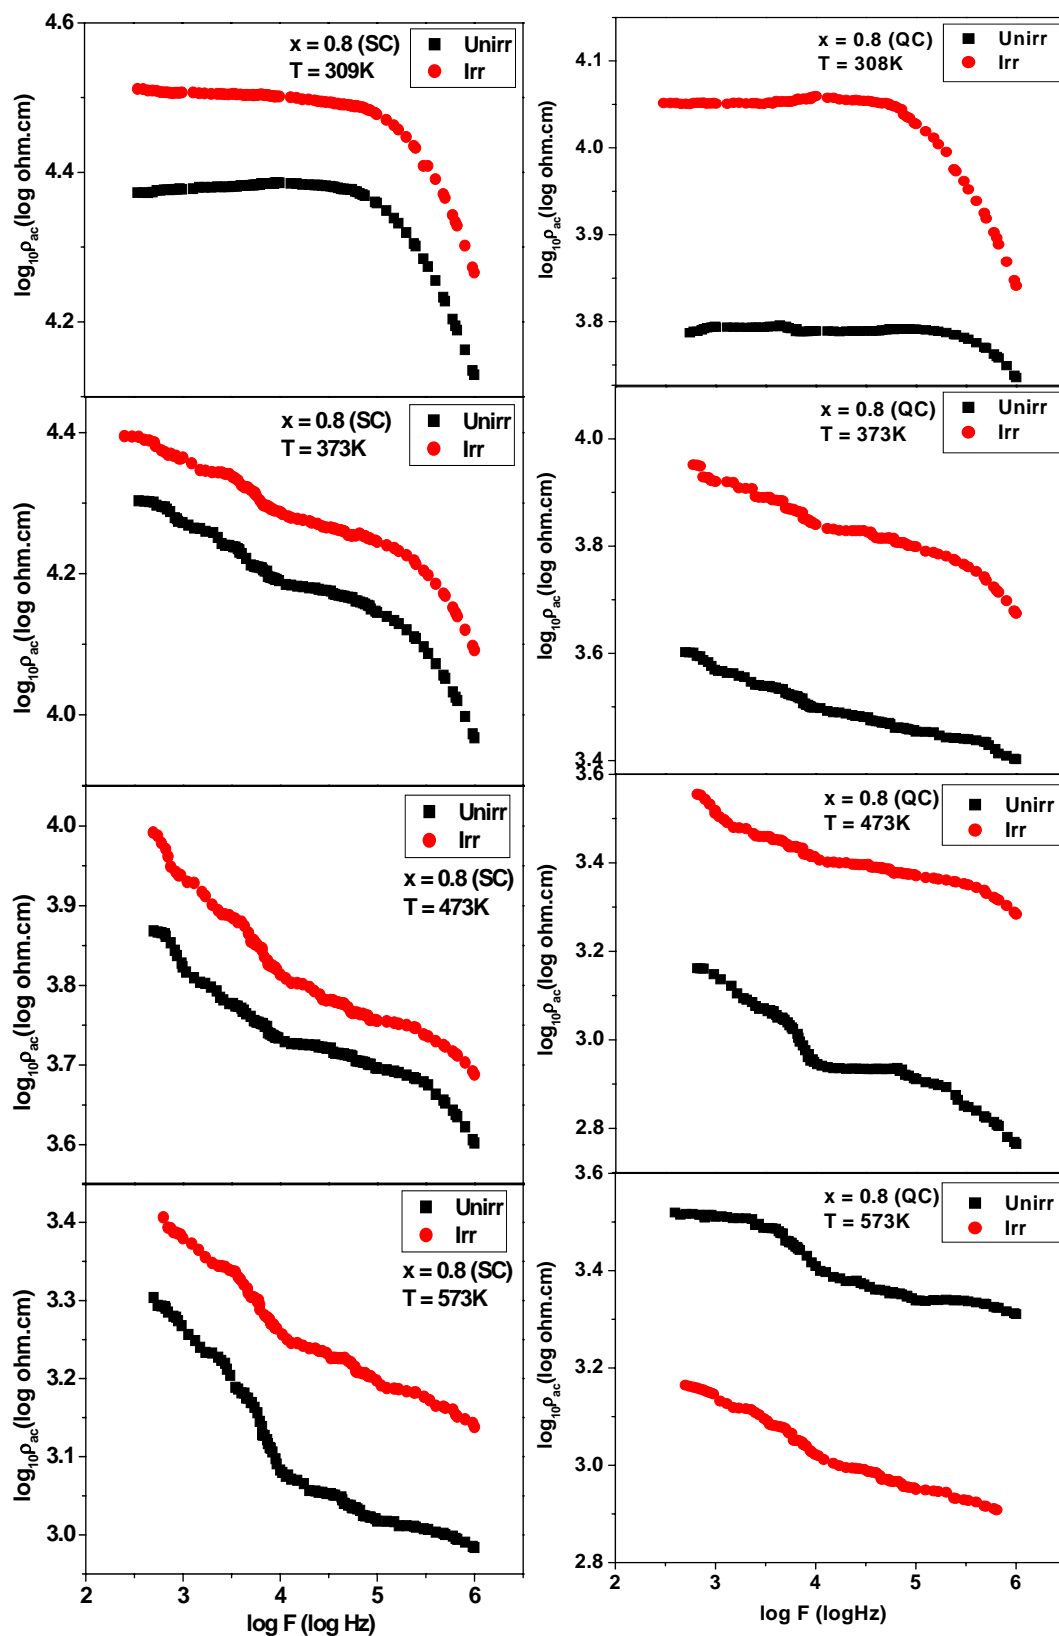 4.6
4.4
4.2
log₁₀ρac(log ohm.cm)
x = 0.8 (SC)
T = 309K
Unirr
Irr
4.1
4.0
3.9
3.8
log₁₀ρac(log ohm.cm)
x = 0.8 (QC)
T = 308K
Unirr
Irr
4.4
4.2
4.0
log₁₀ρac(log ohm.cm)
x = 0.8 (SC)
T = 373K
Unirr
Irr
4.0
3.8
3.6
3.4
log₁₀ρac(log ohm.cm)
x = 0.8 (QC)
T = 373K
Unirr
Irr
4.0
3.9
3.8
3.7
3.6
log₁₀ρac(log ohm.cm)
Unirr
Irr
x = 0.8 (SC)
T = 473K
3.6
3.4
3.2
3.0
2.8
log₁₀ρac(log ohm.cm)
x = 0.8 (QC)
T = 473K
Unirr
Irr
3.4
3.3
3.2
3.1
3.0
log₁₀ρac(log ohm.cm)
Unirr
Irr
x = 0.8 (SC)
T = 573K
2 3 4 5 6
log F (log Hz)
3.6
3.4
3.2
3.0
2.8
log₁₀ρac(log ohm.cm)
x = 0.8 (QC)
T = 573K
Unirr
Irr
3 4 5 6
log F (logHz)